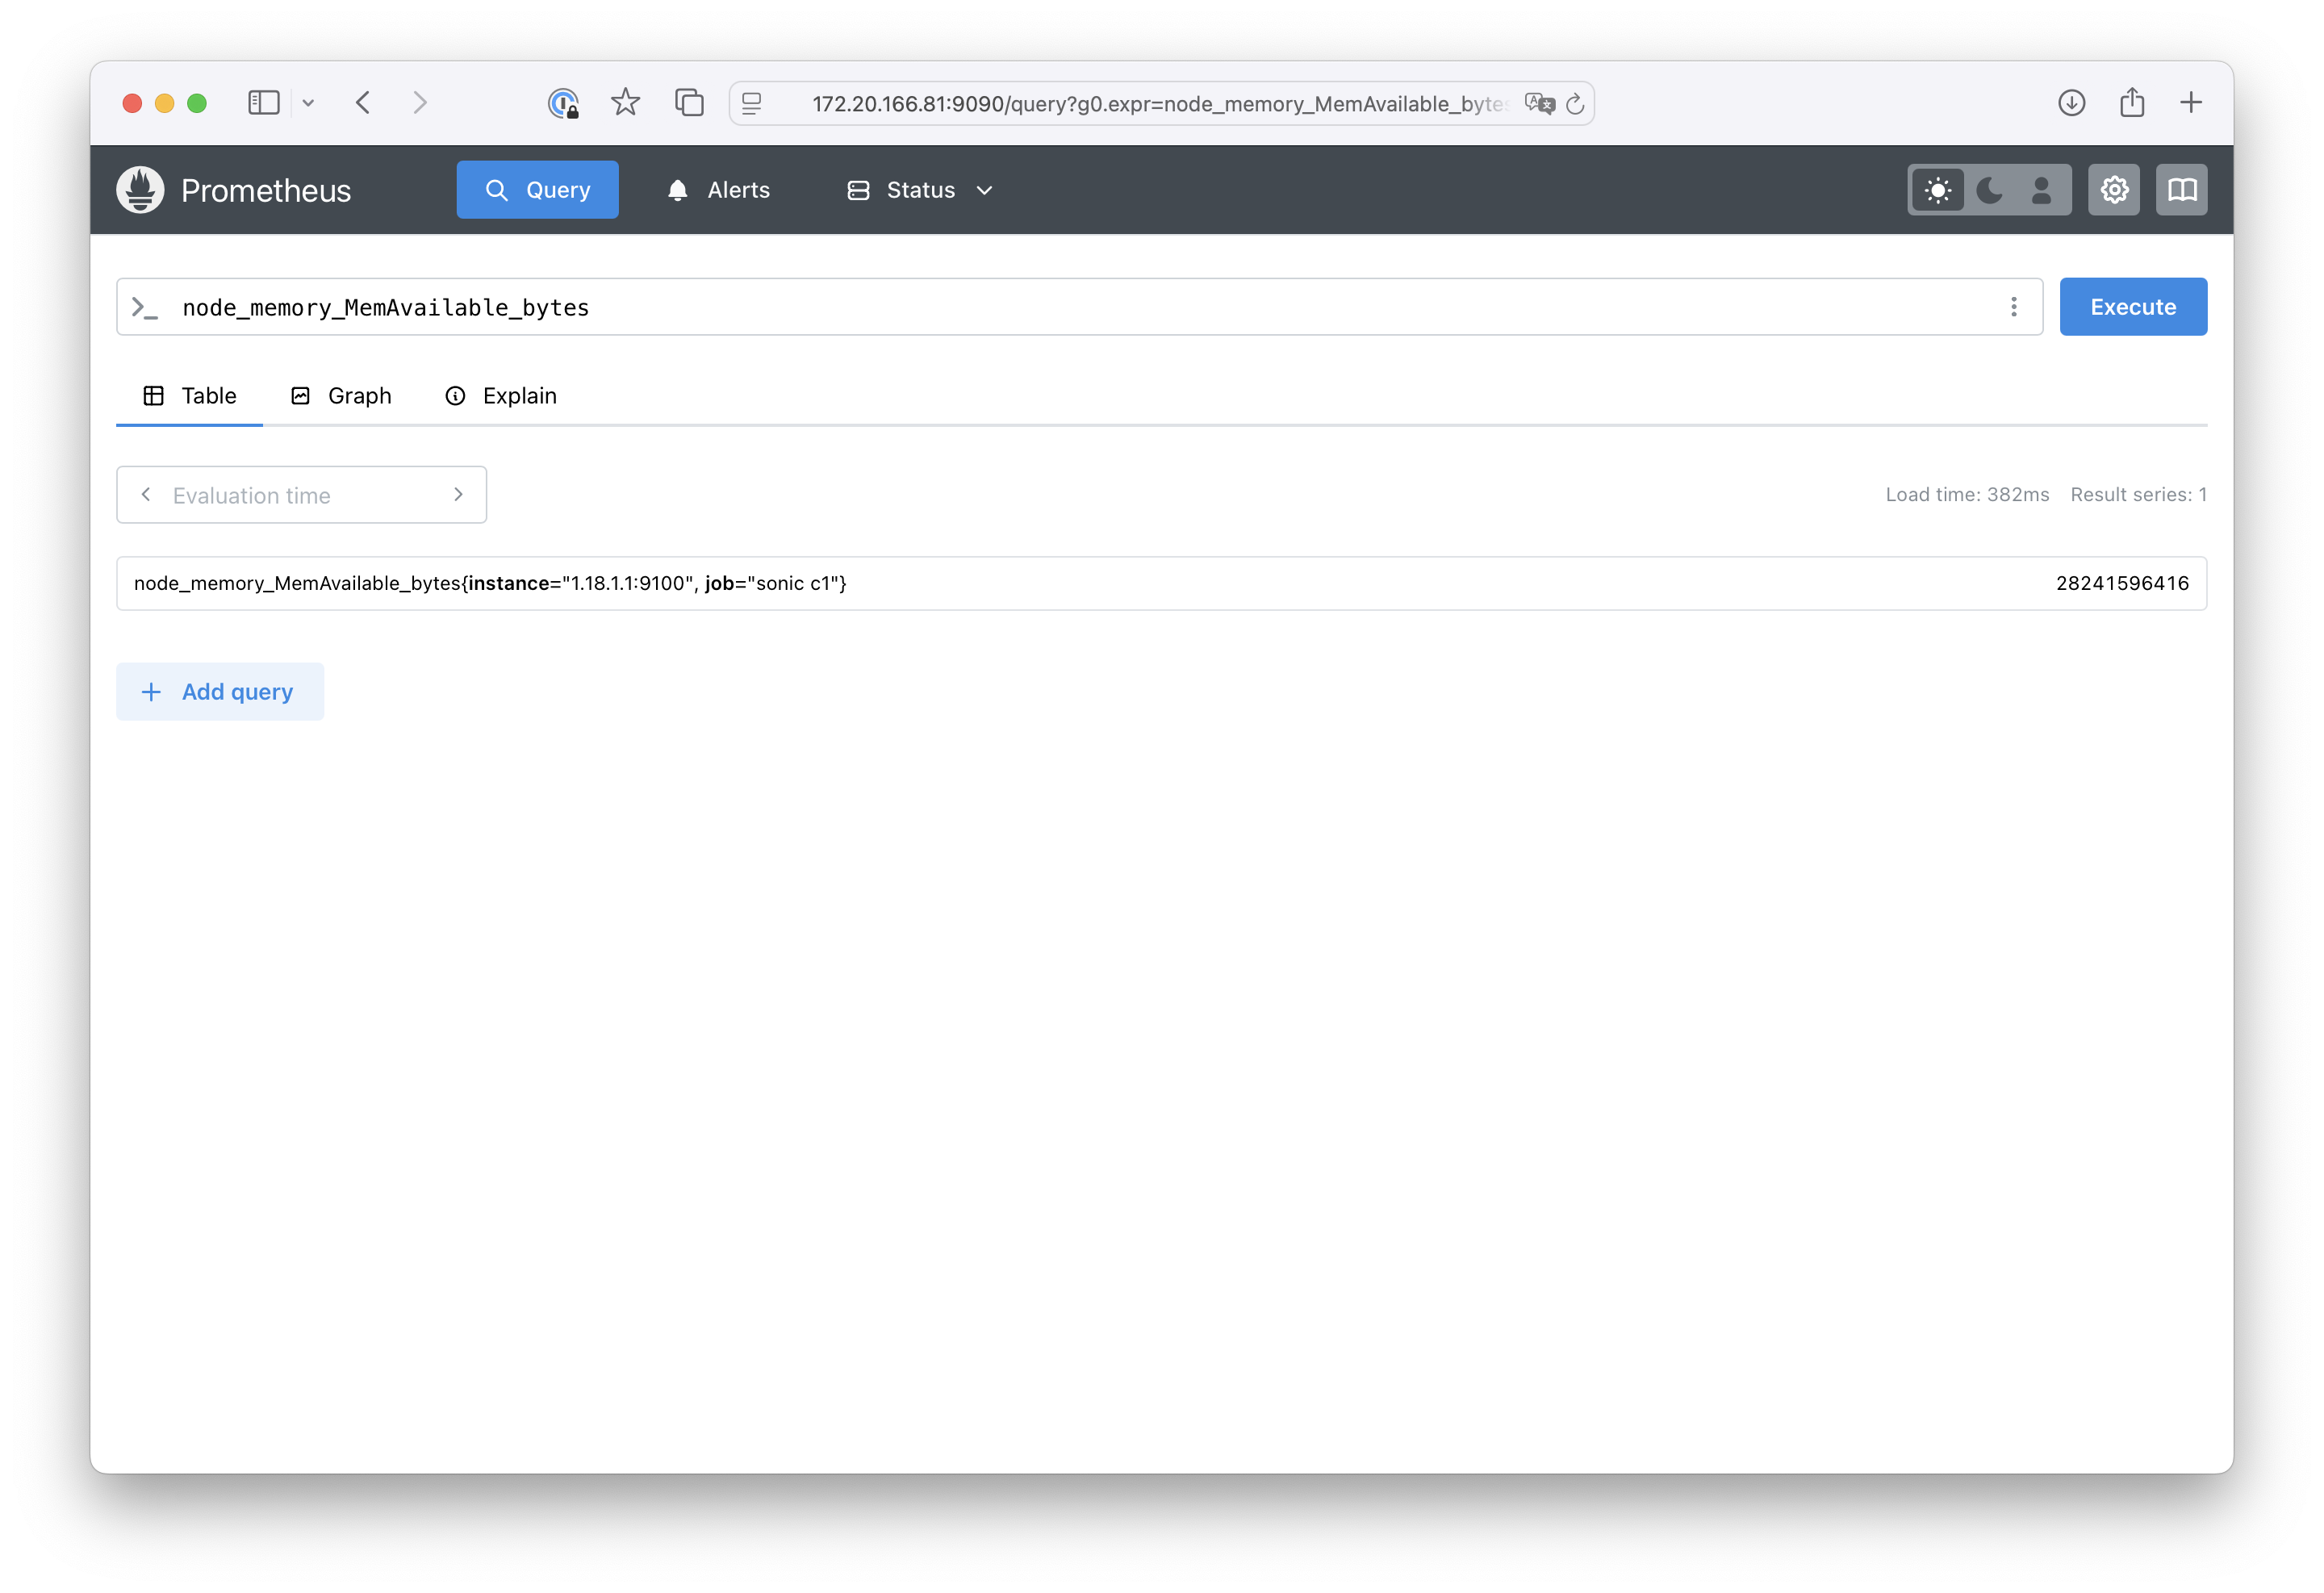 172.20.166.81:9090/query?g0.expr=node_memory_MemAvailable_bytes
Prometheus Query Alerts Status
>_ node_memory_MemAvailable_bytes Execute
Table Graph Explain
Evaluation time Load time: 382ms Result series: 1
node_memory_MemAvailable_bytes{instance="1.18.1.1:9100", job="sonic c1"} 28241596416
+ Add query